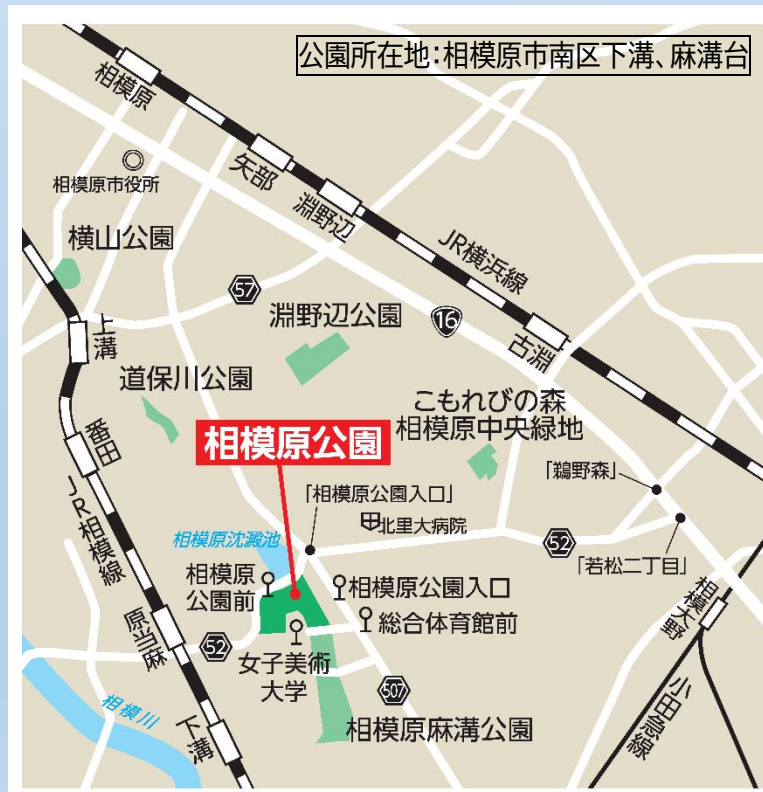 公園所在地:相模原市南区下溝、麻溝台
相模原
相模原市役所
矢部
淵野辺
横山公園
JR横浜線
57
淵野辺公園
16
上溝
古淵
道保川公園
こもれびの森
相模原中央緑地
相模原公園
番田
「鵜野森」
「相模原公園入口」
北里大病院
JR相模線
相模原沈澱池
52
「若松二丁目」
相模原
公園前
相模原公園入口
相模大野
原当麻
総合体育館前
52
女子美術
大学
507
小田急線
相模川
下溝
相模原麻溝公園